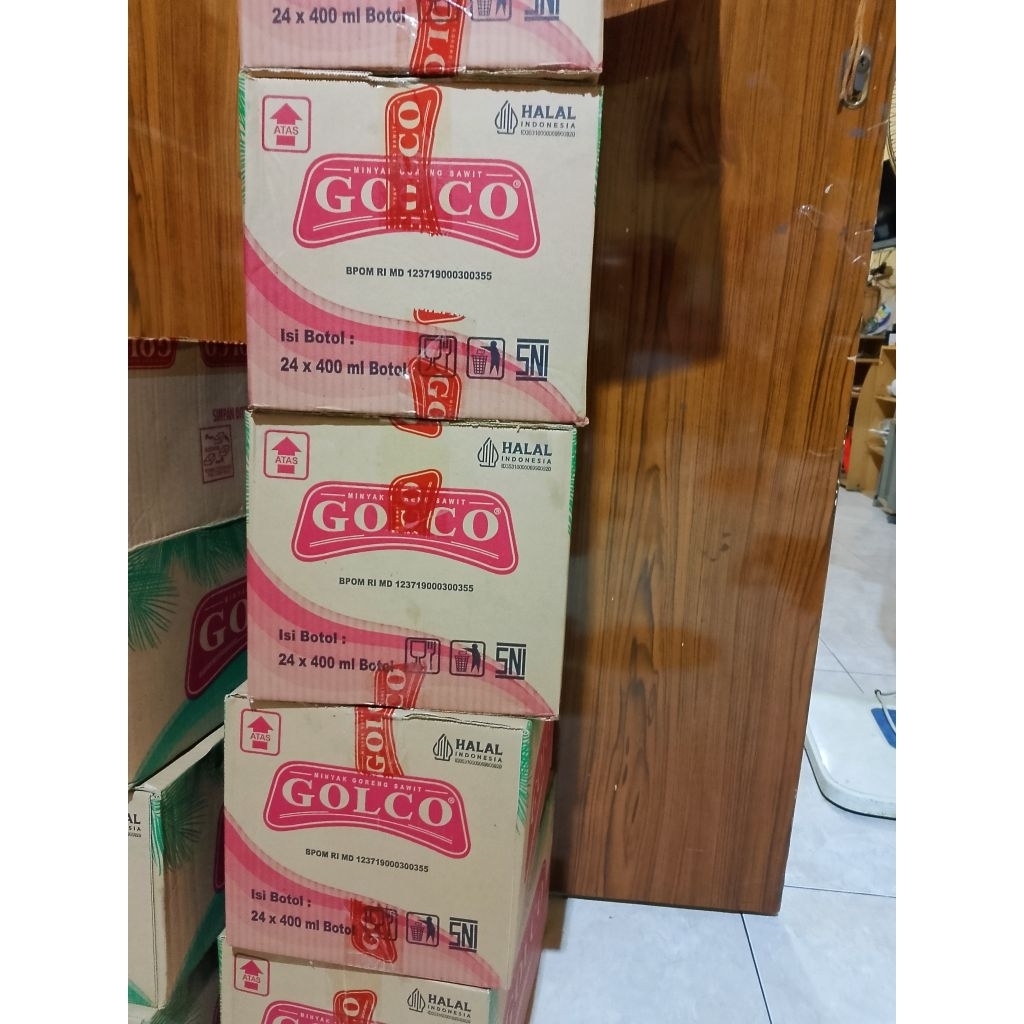 24 x 400 ml Botol
SNI
ATAS
HALAL
INDONESIA
MINYAK GORENG SAWIT
GOLCO®
BPOM RI MD 123719000300355
Isi Botol :
24 x 400 ml Botol
SNI
ATAS
HALAL
INDONESIA
MINYAK GORENG SAWIT
GOLCO®
BPOM RI MD 123719000300355
Isi Botol :
24 x 400 ml Botol
SNI
ATAS
HALAL
INDONESIA
MINYAK GORENG SAWIT
GOLCO®
BPOM RI MD 123719000300355
Isi Botol :
24 x 400 ml Botol
SNI
ATAS
HALAL
INDONESIA
GOLCO